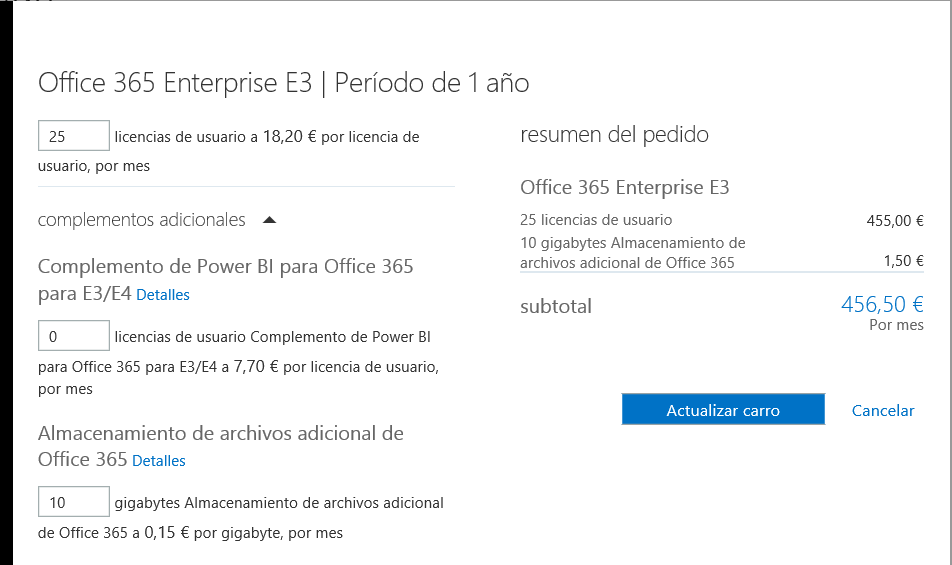 Office 365 Enterprise E3 | Período de 1 año
25 licencias de usuario a 18,20 € por licencia de
usuario, por mes
complementos adicionales
Complemento de Power BI para Office 365
para E3/E4 Detalles
0 licencias de usuario Complemento de Power BI
para Office 365 para E3/E4 a 7,70 € por licencia de usuario,
por mes
Almacenamiento de archivos adicional de
Office 365 Detalles
10 gigabytes Almacenamiento de archivos adicional
de Office 365 a 0,15 € por gigabyte, por mes
resumen del pedido
Office 365 Enterprise E3
25 licencias de usuario 455,00 €
10 gigabytes Almacenamiento de
archivos adicional de Office 365 1,50 €
subtotal 456,50 €
Por mes
Actualizar carro Cancelar